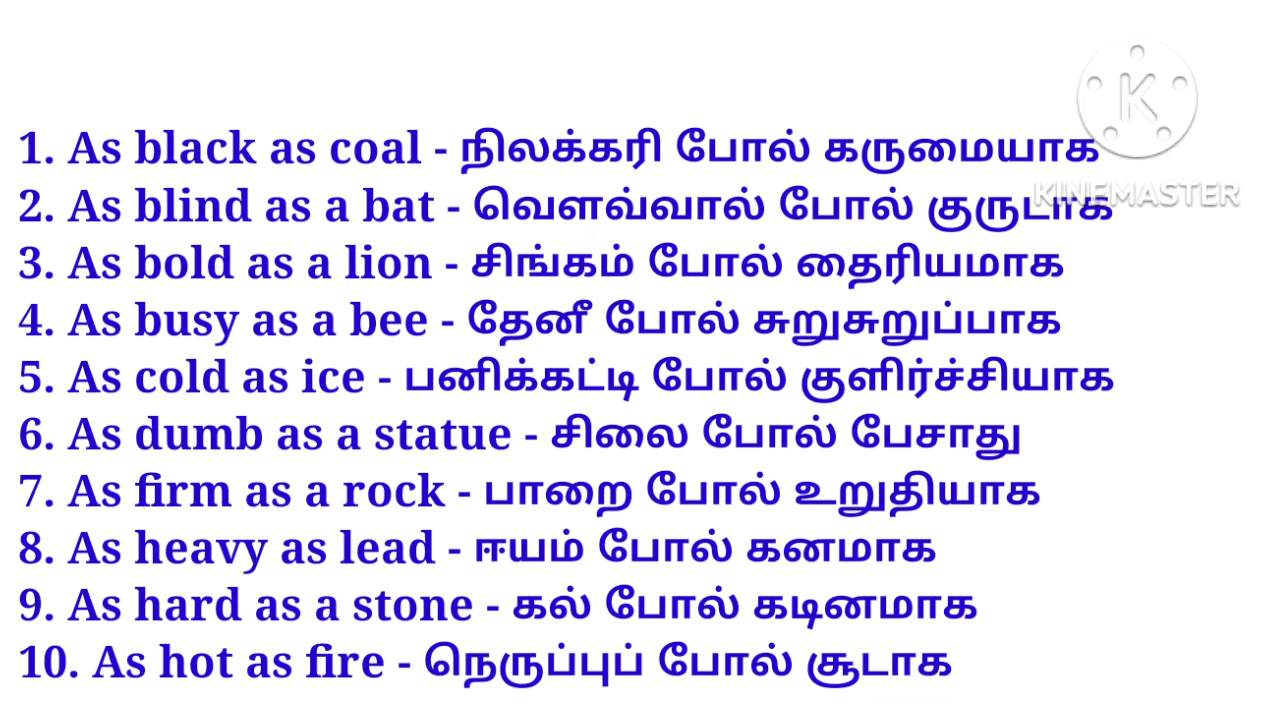 1. As black as coal - நிலக்கரி போல் கருமையாக
2. As blind as a bat - வௌவ்வால் போல் குருடாக
3. As bold as a lion - சிங்கம் போல் தைரியமாக
4. As busy as a bee - தேனீ போல் சுறுசுறுப்பாக
5. As cold as ice - பனிக்கட்டி போல் குளிர்ச்சியாக
6. As dumb as a statue - சிலை போல் பேசாது
7. As firm as a rock - பாறை போல் உறுதியாக
8. As heavy as lead - ஈயம் போல் கனமாக
9. As hard as a stone - கல் போல் கடினமாக
10. As hot as fire - நெருப்புப் போல் சூடாக
K
KINEMASTER